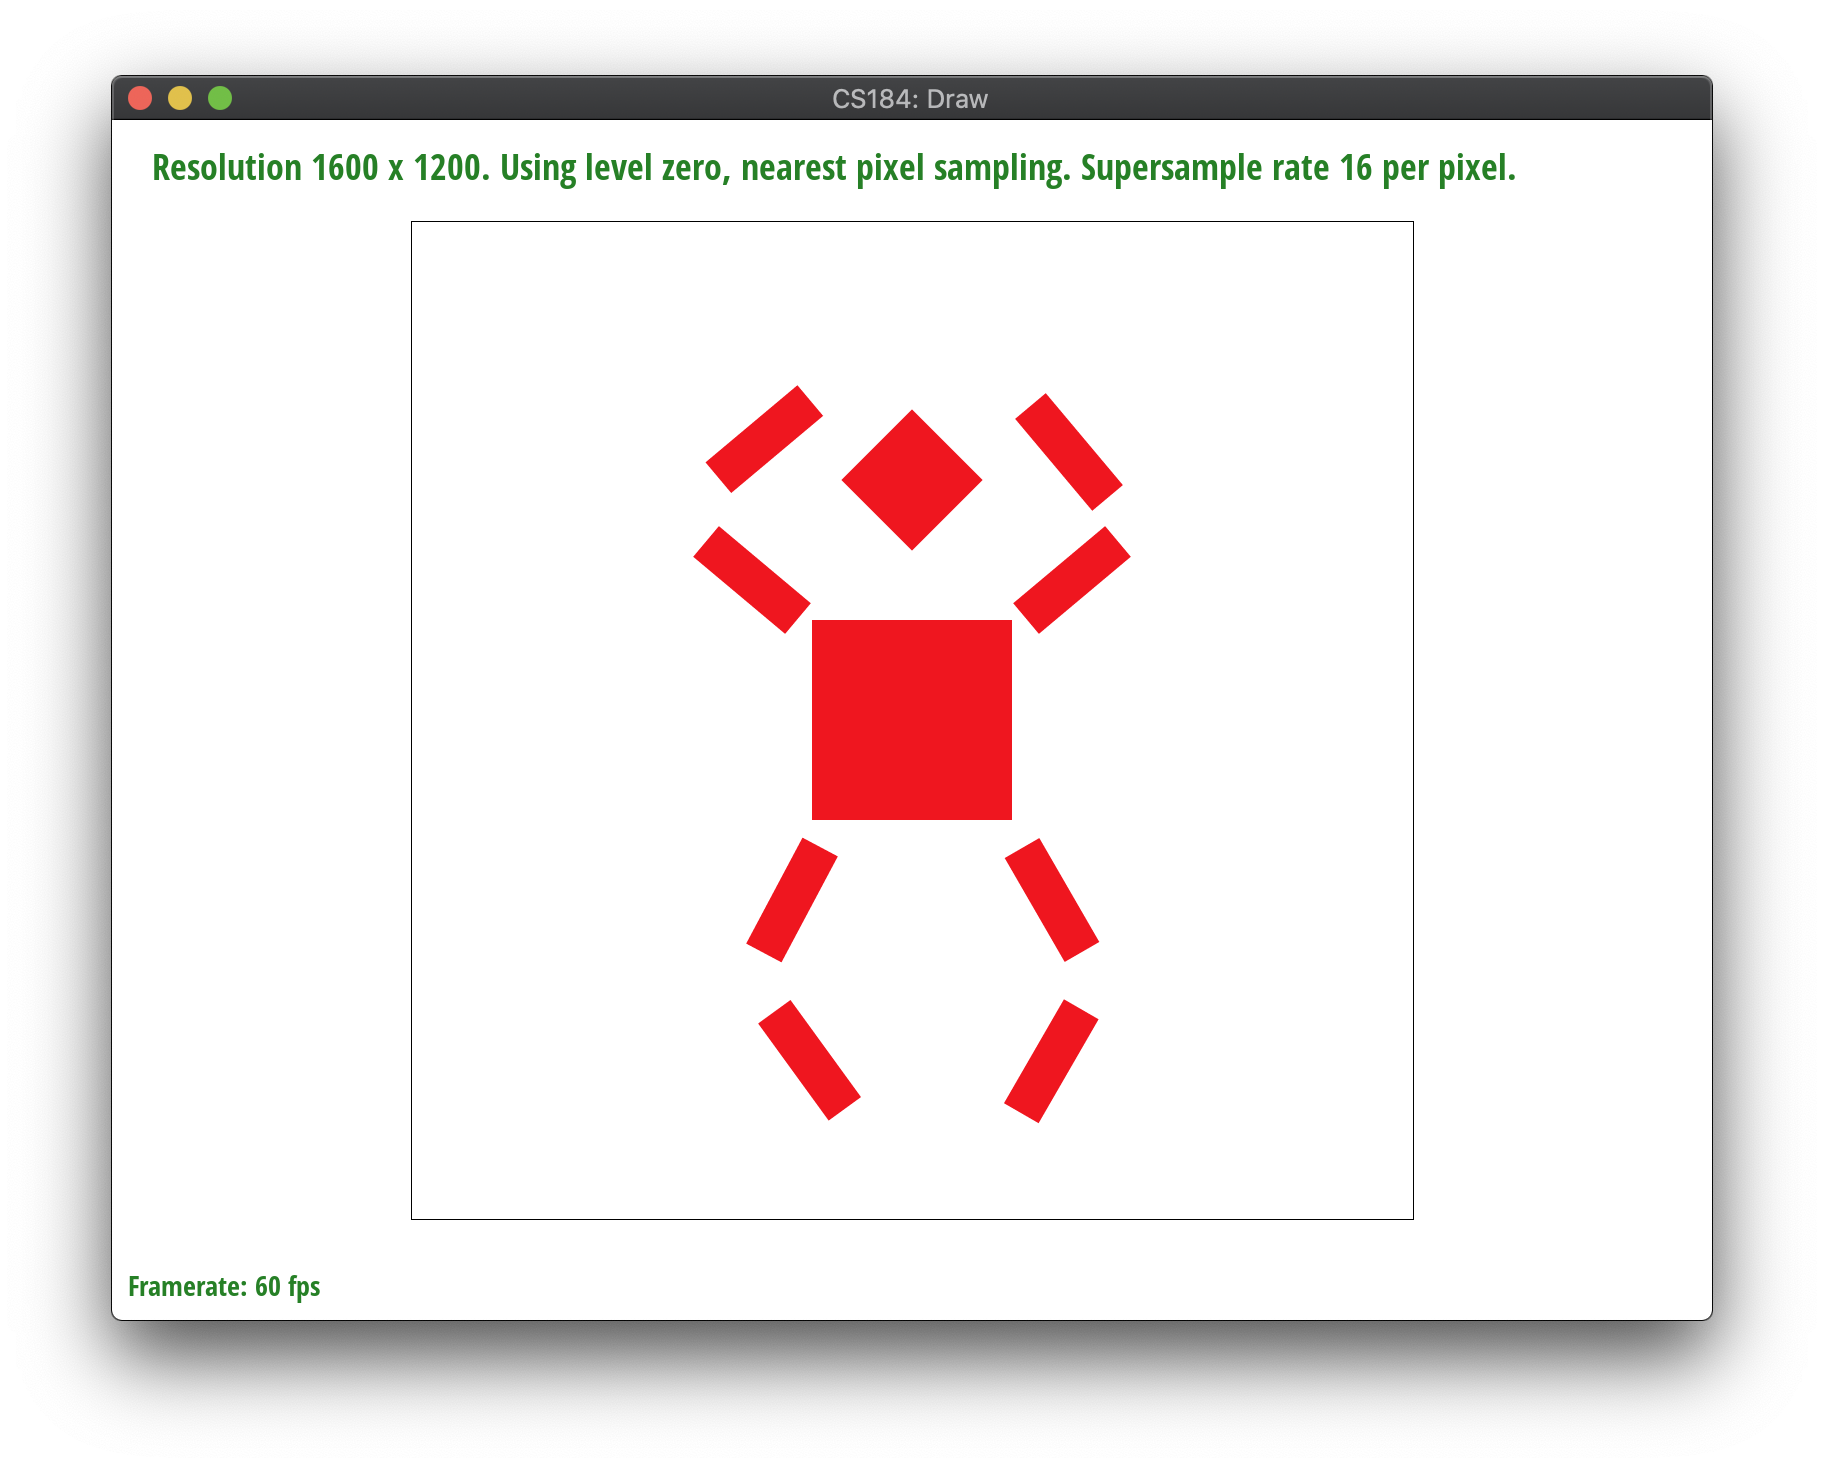 CS184: Draw
Resolution 1600 x 1200. Using level zero, nearest pixel sampling. Supersample rate 16 per pixel.
Framerate: 60 fps